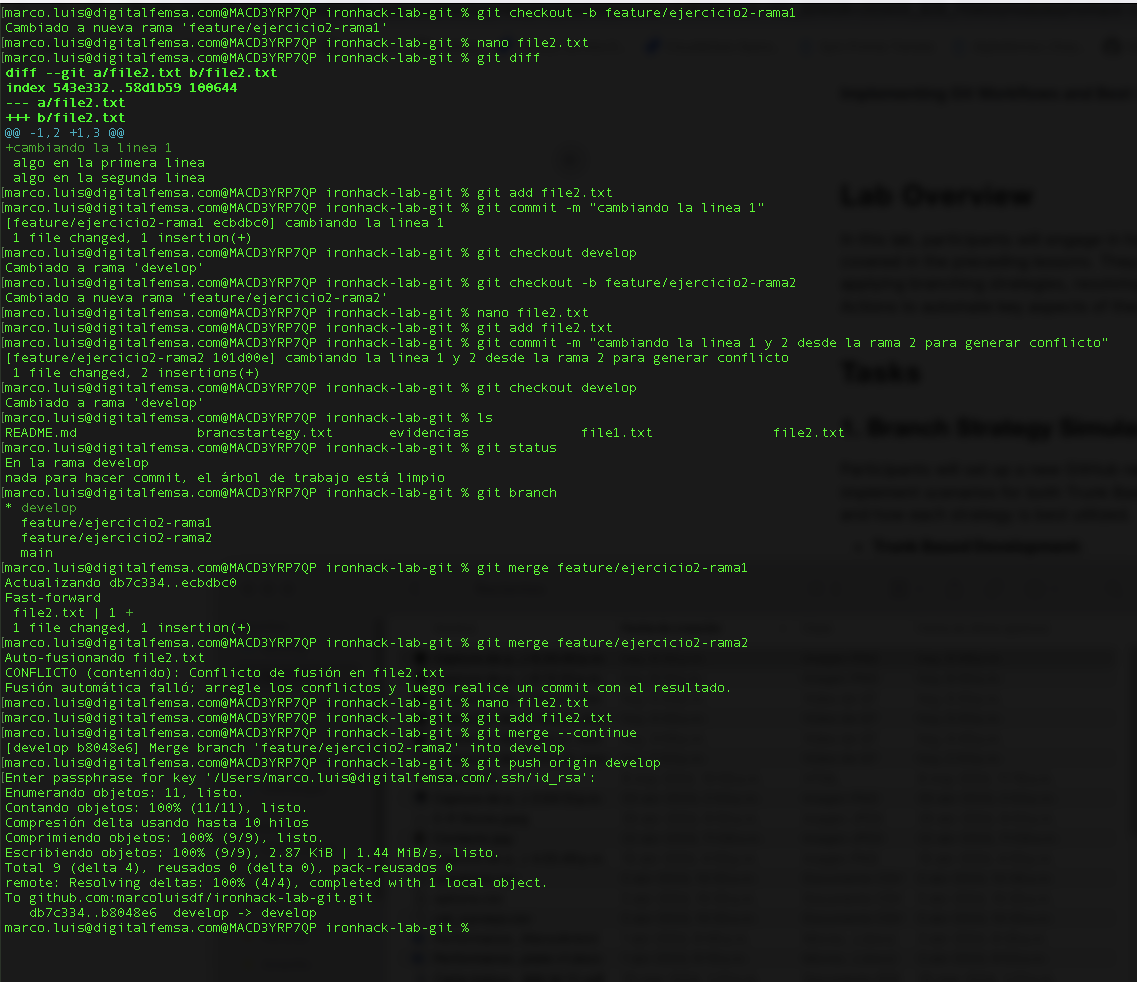 [marco.luis@digitalfemsa.com@MACD3YRP7QP ironhack-lab-git % git checkout -b feature/ejercicio2-rama1
Cambiado a nueva rama 'feature/ejercicio2-rama1'
[marco.luis@digitalfemsa.com@MACD3YRP7QP ironhack-lab-git % nano file2.txt
[marco.luis@digitalfemsa.com@MACD3YRP7QP ironhack-lab-git % git diff
diff --git a/file2.txt b/file2.txt
index 543e332..58d1b59 100644
--- a/file2.txt
+++ b/file2.txt
@@ -1,2 +1,3 @@
+cambiando la linea 1
 algo en la primera linea
 algo en la segunda linea
[marco.luis@digitalfemsa.com@MACD3YRP7QP ironhack-lab-git % git add file2.txt
[marco.luis@digitalfemsa.com@MACD3YRP7QP ironhack-lab-git % git commit -m "cambiando la linea 1"
[feature/ejercicio2-rama1 ecbdbc0] cambiando la linea 1
 1 file changed, 1 insertion(+)
[marco.luis@digitalfemsa.com@MACD3YRP7QP ironhack-lab-git % git checkout develop
Cambiado a rama 'develop'
[marco.luis@digitalfemsa.com@MACD3YRP7QP ironhack-lab-git % git checkout -b feature/ejercicio2-rama2
Cambiado a nueva rama 'feature/ejercicio2-rama2'
[marco.luis@digitalfemsa.com@MACD3YRP7QP ironhack-lab-git % nano file2.txt
[marco.luis@digitalfemsa.com@MACD3YRP7QP ironhack-lab-git % git add file2.txt
[marco.luis@digitalfemsa.com@MACD3YRP7QP ironhack-lab-git % git commit -m "cambiando la linea 1 y 2 desde la rama 2 para generar conflicto"
[feature/ejercicio2-rama2 101d00e] cambiando la linea 1 y 2 desde la rama 2 para generar conflicto
 1 file changed, 2 insertions(+)
[marco.luis@digitalfemsa.com@MACD3YRP7QP ironhack-lab-git % git checkout develop
Cambiado a rama 'develop'
[marco.luis@digitalfemsa.com@MACD3YRP7QP ironhack-lab-git % ls
README.md brancstartegy.txt evidencias file1.txt file2.txt
[marco.luis@digitalfemsa.com@MACD3YRP7QP ironhack-lab-git % git status
En la rama develop
nada para hacer commit, el árbol de trabajo está limpio
[marco.luis@digitalfemsa.com@MACD3YRP7QP ironhack-lab-git % git branch
* develop
  feature/ejercicio2-rama1
  feature/ejercicio2-rama2
  main
[marco.luis@digitalfemsa.com@MACD3YRP7QP ironhack-lab-git % git merge feature/ejercicio2-rama1
Actualizando db7c334..ecbdbc0
Fast-forward
 file2.txt | 1 +
 1 file changed, 1 insertion(+)
[marco.luis@digitalfemsa.com@MACD3YRP7QP ironhack-lab-git % git merge feature/ejercicio2-rama2
Auto-fusionando file2.txt
CONFLICTO (contenido): Conflicto de fusión en file2.txt
Fusión automática falló; arregle los conflictos y luego realice un commit con el resultado.
[marco.luis@digitalfemsa.com@MACD3YRP7QP ironhack-lab-git % nano file2.txt
[marco.luis@digitalfemsa.com@MACD3YRP7QP ironhack-lab-git % git add file2.txt
[marco.luis@digitalfemsa.com@MACD3YRP7QP ironhack-lab-git % git merge --continue
[develop b8048e6] Merge branch 'feature/ejercicio2-rama2' into develop
[marco.luis@digitalfemsa.com@MACD3YRP7QP ironhack-lab-git % git push origin develop
[Enter passphrase for key '/Users/marco.luis@digitalfemsa.com/.ssh/id_rsa':
Enumerando objetos: 11, listo.
Contando objetos: 100% (11/11), listo.
Compresión delta usando hasta 10 hilos
Comprimiendo objetos: 100% (9/9), listo.
Escribiendo objetos: 100% (9/9), 2.87 KiB | 1.44 MiB/s, listo.
Total 9 (delta 4), reusados 0 (delta 0), pack-reusados 0
remote: Resolving deltas: 100% (4/4), completed with 1 local object.
To github.com:marcoluisdf/ironhack-lab-git.git
   db7c334..b8048e6  develop -> develop
marco.luis@digitalfemsa.com@MACD3YRP7QP ironhack-lab-git %
Lab Overview
Tasks